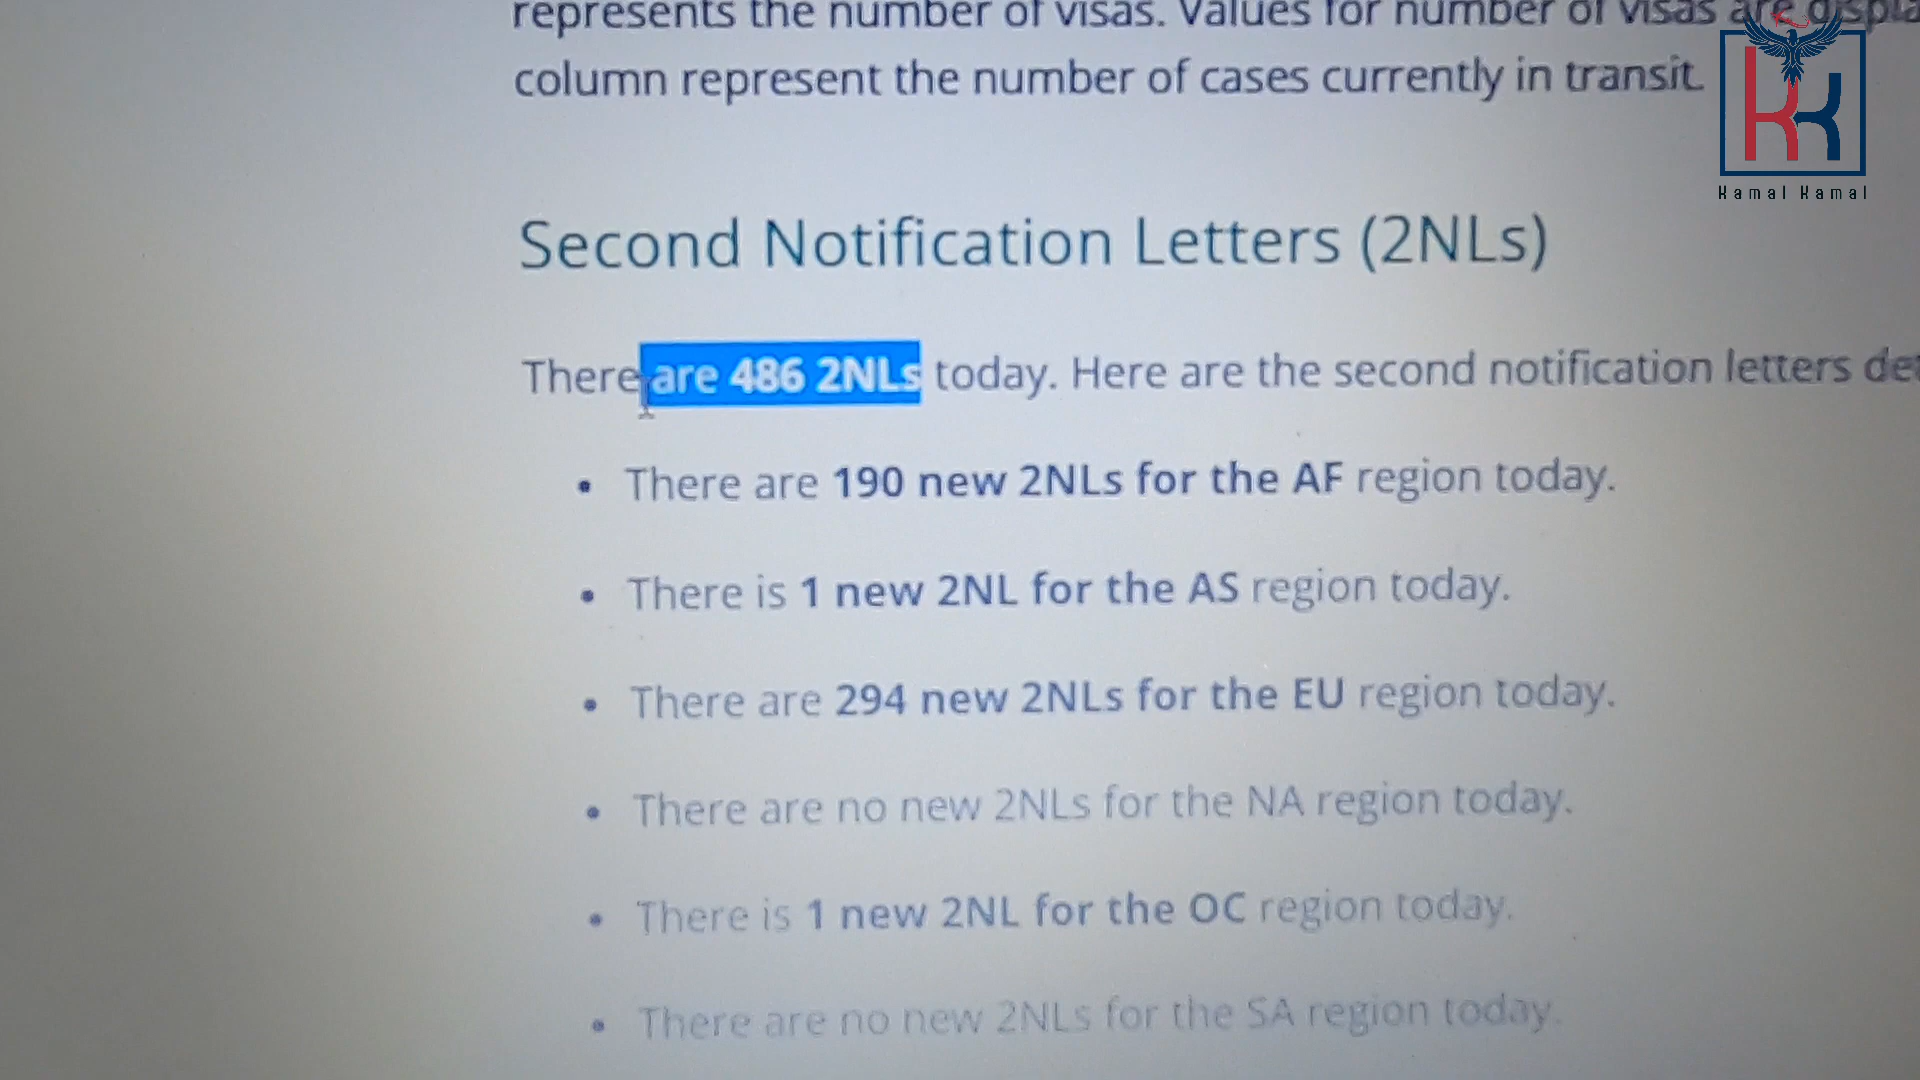 represents the number of visas. Values for number of visas are
column represent the number of cases currently in transit.
Kamal Kamal
Second Notification Letters (2NLs)
There are 486 2NLs today. Here are the second notification letters
• There are 190 new 2NLs for the AF region today.
• There is 1 new 2NL for the AS region today.
• There are 294 new 2NLs for the EU region today.
• There are no new 2NLs for the NA region today.
• There is 1 new 2NL for the OC region today.
• There are no new 2NLs for the SA region today.